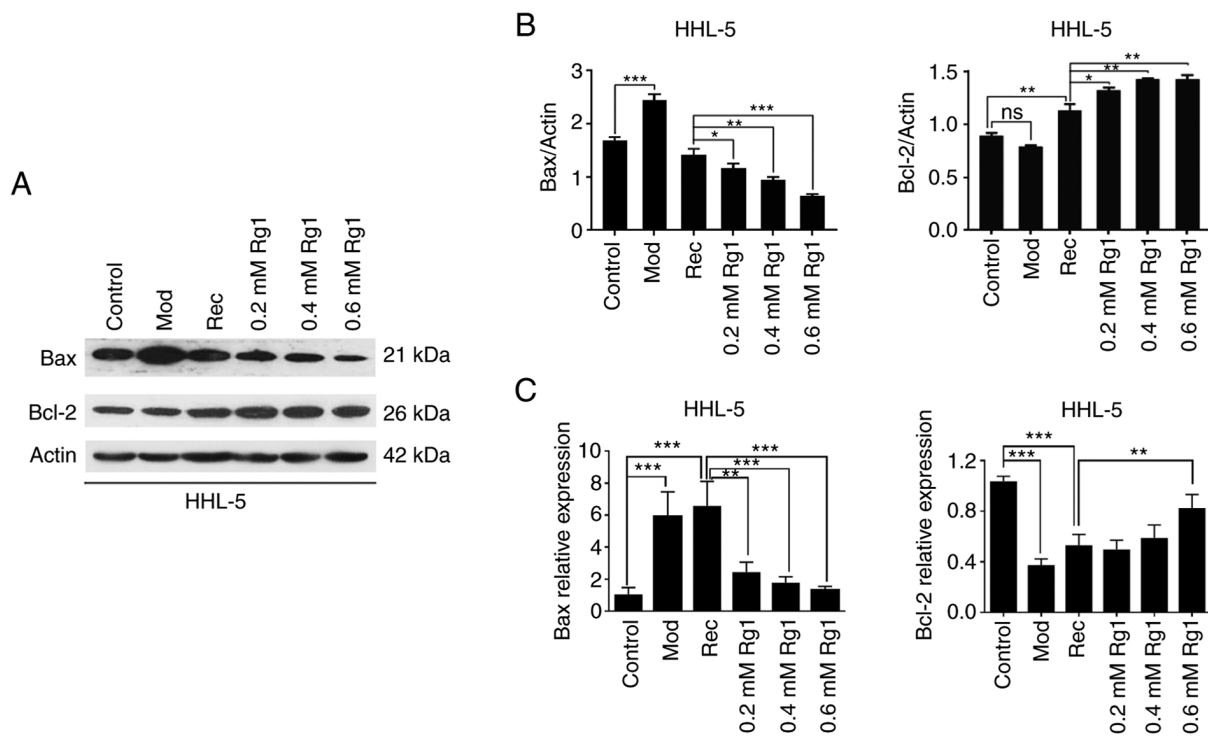 A
Control
Mod
Rec
0.2 mM Rg1
0.4 mM Rg1
0.6 mM Rg1
Bax
21 kDa
Bcl-2
26 kDa
Actin
42 kDa
HHL-5
B
HHL-5
Bax/Actin
3
2
1
0
***
***
**
*
Control
Mod
Rec
0.2 mM Rg1
0.4 mM Rg1
0.6 mM Rg1
HHL-5
Bcl-2/Actin
1.5
1.0
0.5
0.0
**
**
**
*
ns
Control
Mod
Rec
0.2 mM Rg1
0.4 mM Rg1
0.6 mM Rg1
C
HHL-5
Bax relative expression
10
8
6
4
2
0
***
***
***
***
**
Control
Mod
Rec
0.2 mM Rg1
0.4 mM Rg1
0.6 mM Rg1
HHL-5
Bcl-2 relative expression
1.2
0.8
0.4
0.0
***
**
***
Control
Mod
Rec
0.2 mM Rg1
0.4 mM Rg1
0.6 mM Rg1